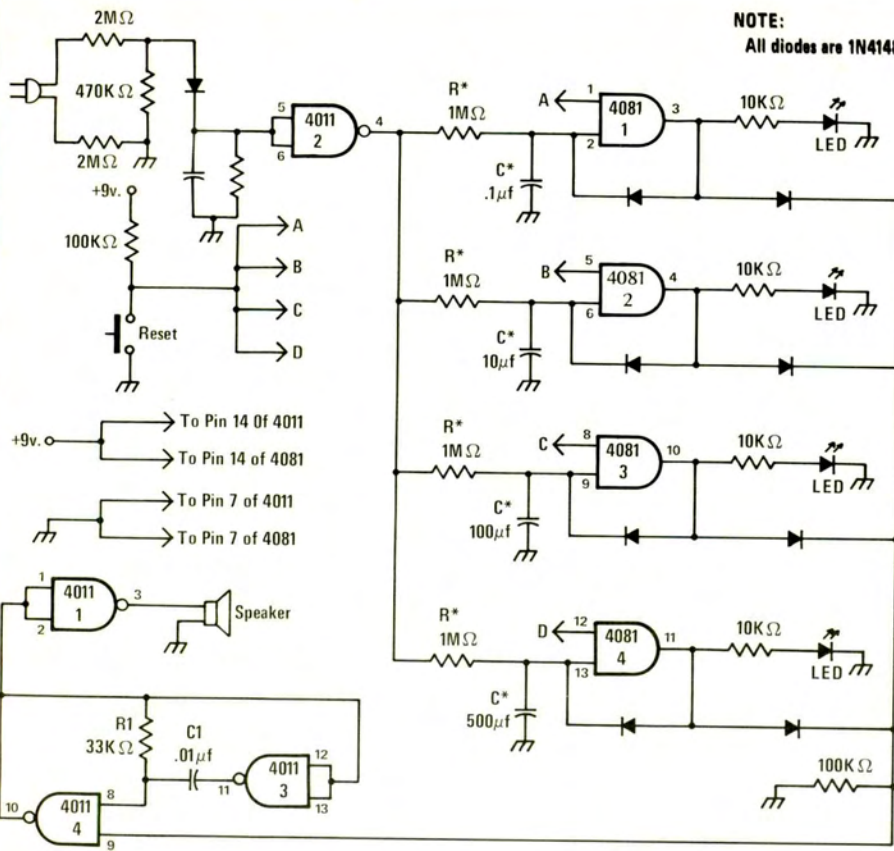 NOTE:
All diodes are 1N4148
2MΩ
470KΩ
2MΩ
5
6
4011
2
4
+9v.
100KΩ
Reset
A
B
C
D
+9v.
To Pin 14 Of 4011
To Pin 14 of 4081
To Pin 7 of 4011
To Pin 7 of 4081
1
2
4011
1
3
Speaker
R1
33KΩ
C1
.01μf
11
4011
3
12
13
10
4011
4
8
9
R*
1MΩ
C*
.1μf
A
1
2
4081
1
3
10KΩ
LED
R*
1MΩ
C*
10μf
B
5
6
4081
2
4
10KΩ
LED
R*
1MΩ
C*
100μf
C
8
9
4081
3
10
10KΩ
LED
R*
1MΩ
C*
500μf
D
12
13
4081
4
11
10KΩ
LED
100KΩ